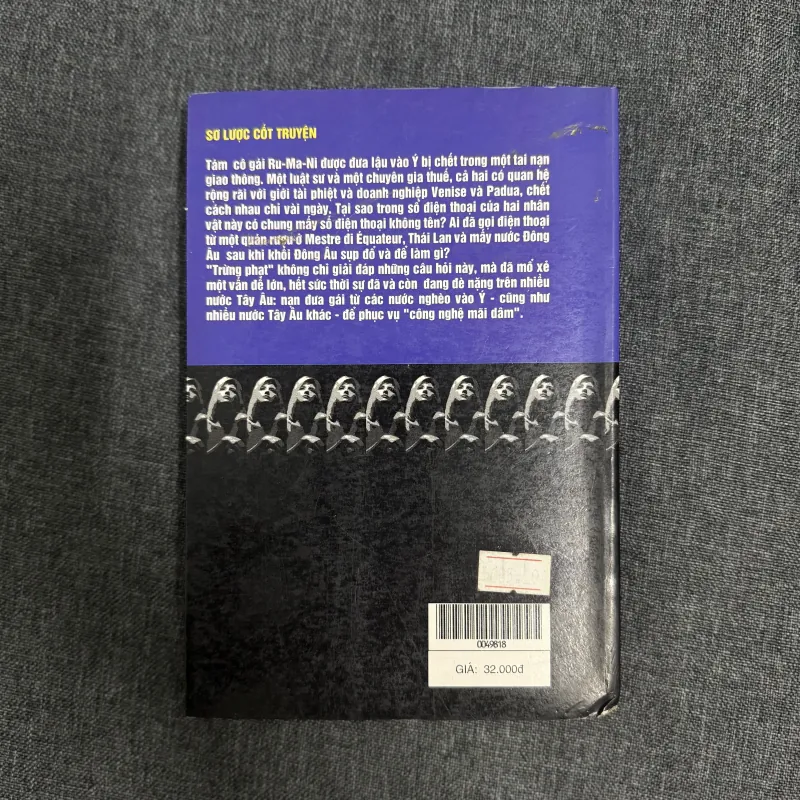 SƠ LƯỢC CỐT TRUYỆN
Tám cô gái Ru-Ma-Ni được đưa lậu vào Ý bị chết trong một tai nạn
giao thông. Một luật sư và một chuyên gia thuế, cả hai có quan hệ
rộng rãi với giới tài phiệt và doanh nghiệp Venise và Padua, chết
cách nhau chỉ vài ngày. Tại sao trong sổ điện thoại của hai nhân
vật này có chung mấy số điện thoại không tên? Ai đã gọi điện thoại
từ một quán rượu ở Mestre đi Équateur, Thái Lan và mấy nước Đông
Âu sau khi khối Đông Âu sụp đổ và để làm gì?
"Trừng phạt" không chỉ giải đáp những câu hỏi này, mà đã mổ xẻ
một vấn đề lớn, hết sức thời sự đã và còn đang đè nặng trên nhiều
nước Tây Âu: nạn đưa gái từ các nước nghèo vào Ý - cũng như
nhiều nước Tây Âu khác - để phục vụ "công nghệ mãi dâm".
0049818
GIÁ: 32.000đ